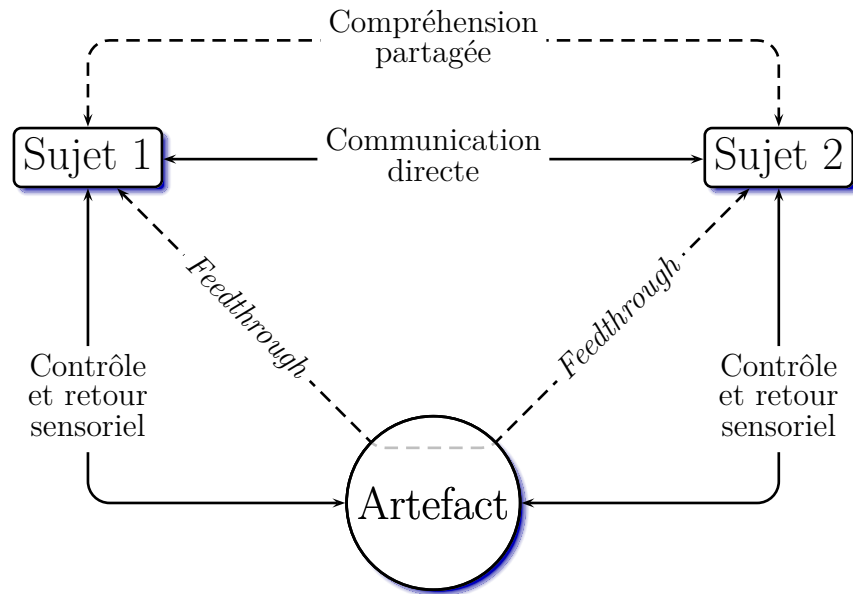 Compréhension
partagée
Sujet 1
Communication
directe
Sujet 2
Feedthrough
Feedthrough
Contrôle
et retour
sensoriel
Contrôle
et retour
sensoriel
Artefact